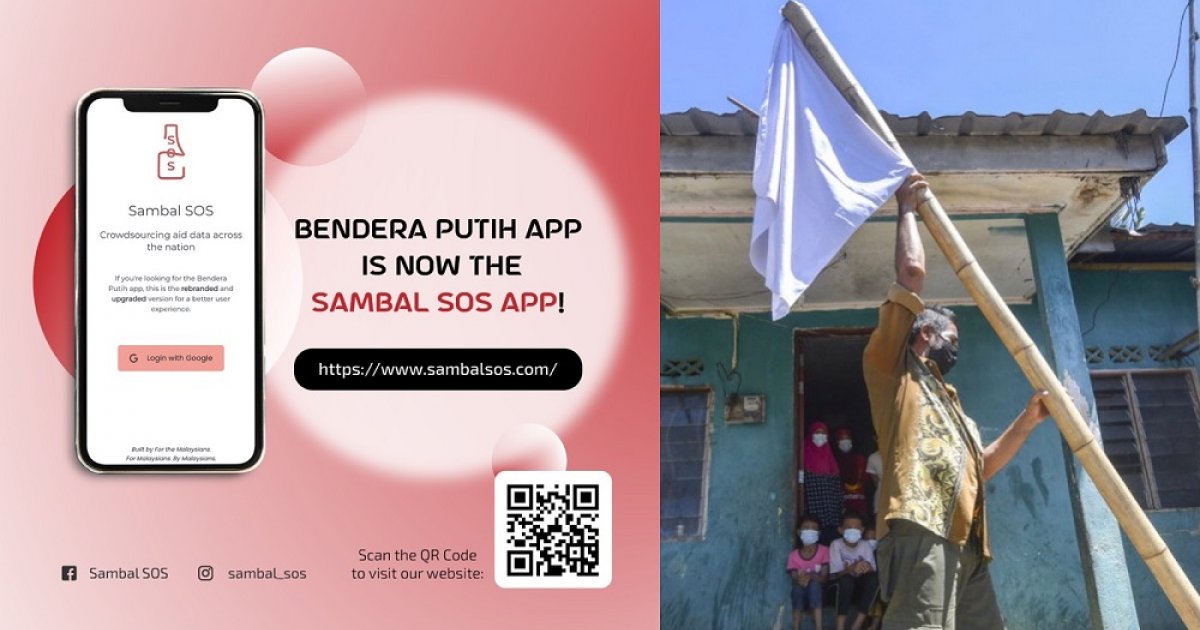 SOS
Sambal SOS
Crowdsourcing aid data across
the nation
If you're looking for the Bendera
Putih app, this is the rebranded and
upgraded version for a better user
experience.
G Login with Google
Built by For the Malaysians.
For Malaysians. By Malaysians.
BENDERA PUTIH APP
IS NOW THE
SAMBAL SOS APP!
https://www.sambalsos.com/
Scan the QR Code
to visit our website:
Sambal SOS
sambal_sos